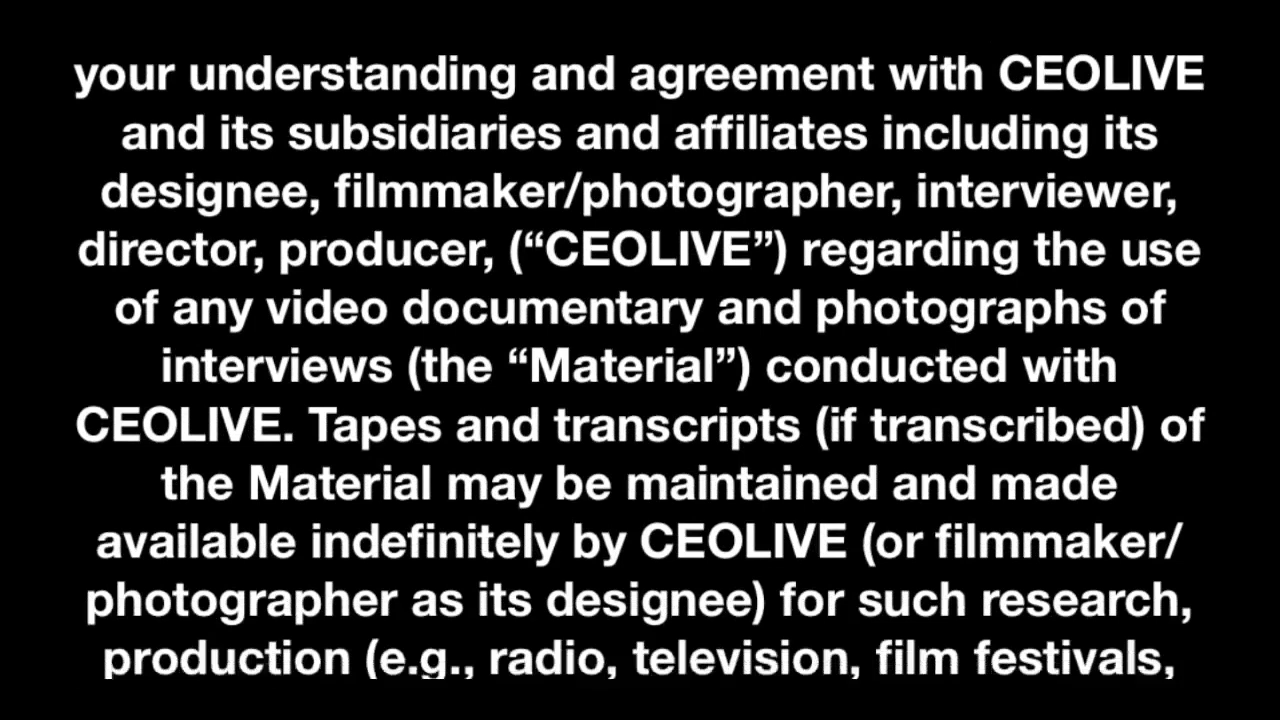 your understanding and agreement with CEOLIVE
and its subsidiaries and affiliates including its
designee, filmmaker/photographer, interviewer,
director, producer, (“CEOLIVE”) regarding the use
of any video documentary and photographs of
interviews (the “Material”) conducted with
CEOLIVE. Tapes and transcripts (if transcribed) of
the Material may be maintained and made
available indefinitely by CEOLIVE (or filmmaker/
photographer as its designee) for such research,
production (e.g., radio, television, film festivals,